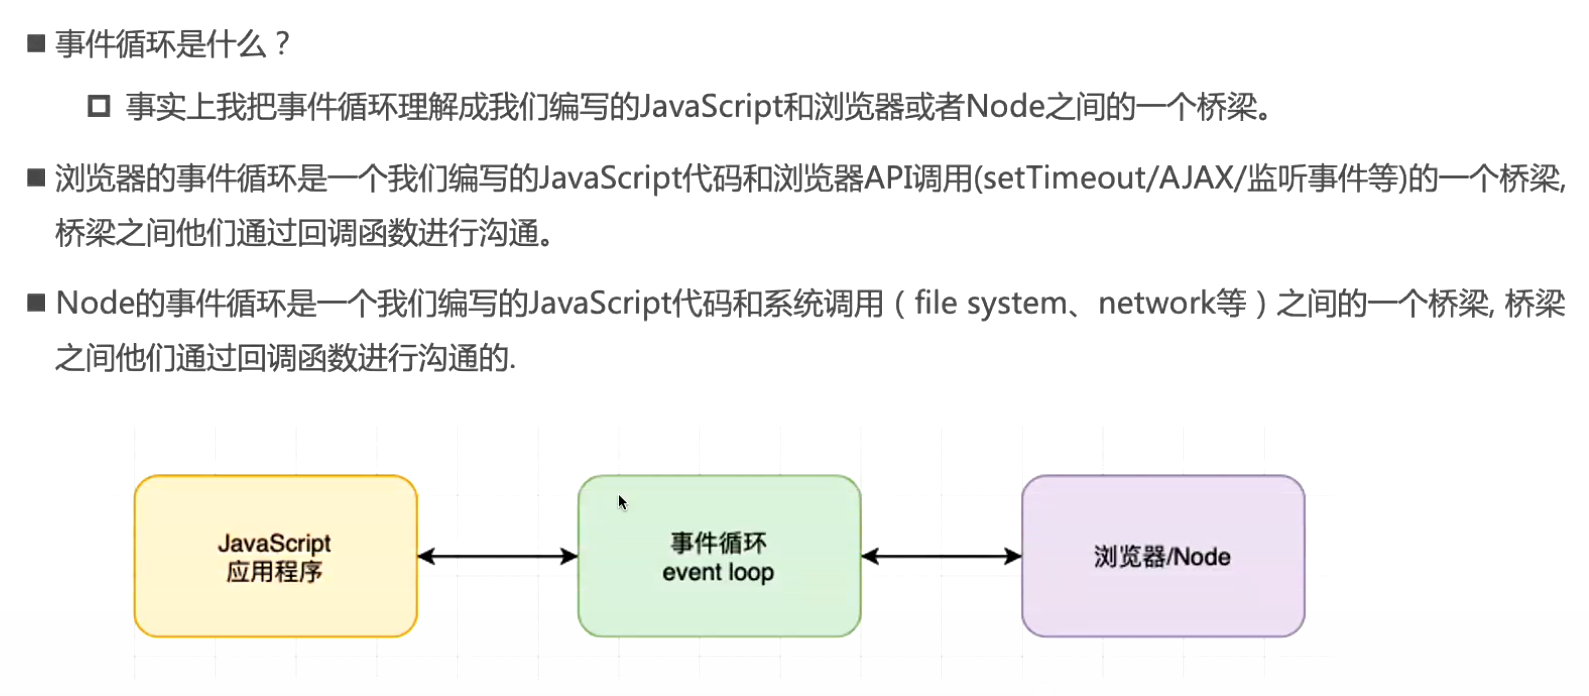 事件循环是什么？
事实上我把事件循环理解成我们编写的JavaScript和浏览器或者Node之间的一个桥梁。
浏览器的事件循环是一个我们编写的JavaScript代码和浏览器API调用(setTimeout/AJAX/监听事件等)的一个桥梁,
桥梁之间他们通过回调函数进行沟通。
Node的事件循环是一个我们编写的JavaScript代码和系统调用（file system、network等）之间的一个桥梁, 桥梁
之间他们通过回调函数进行沟通的.
JavaScript
应用程序
事件循环
event loop
浏览器/Node